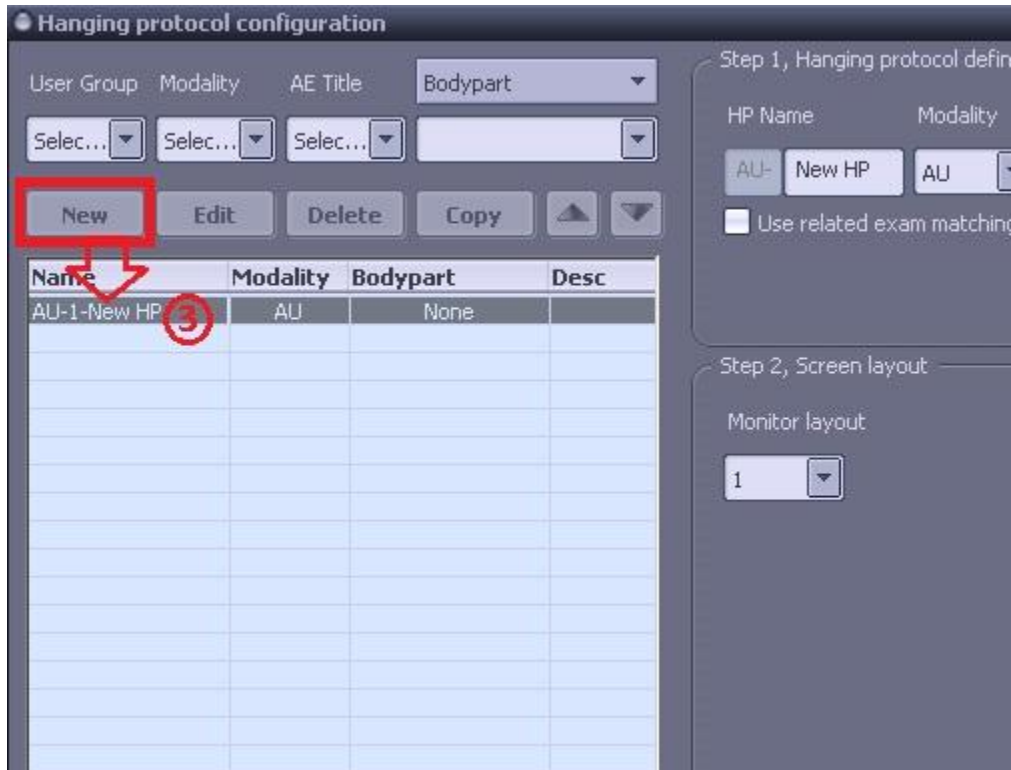 Hanging protocol configuration
User Group Modality AE Title Bodypart
Selec... Selec... Selec...
New Edit Delete Copy
Name Modality Bodypart Desc
AU-1-New HP AU None
③
Step 1, Hanging protocol defin
HP Name Modality
AU- New HP AU
Use related exam matching
Step 2, Screen layout
Monitor layout
1